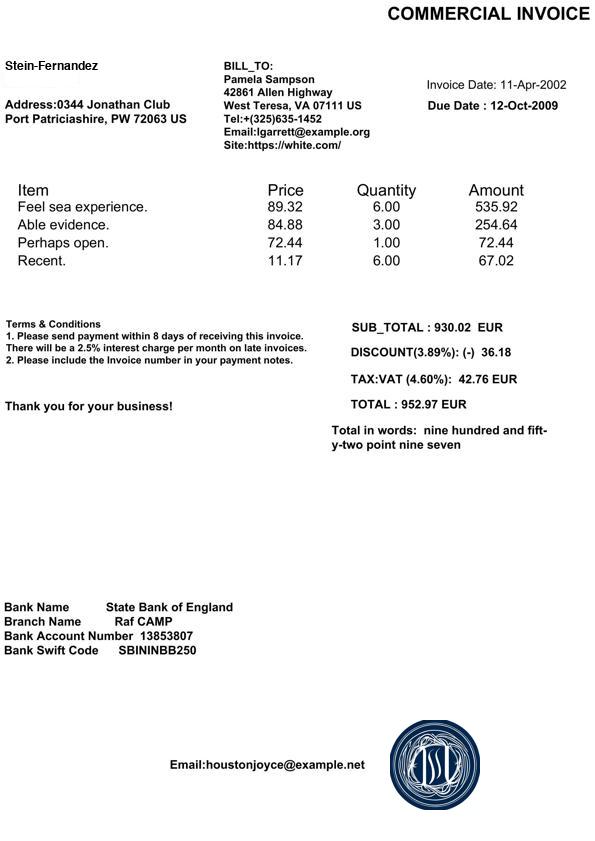 COMMERCIAL INVOICE
Stein-Fernandez
Address:0344 Jonathan Club
Port Patriciashire, PW 72063 US
BILL_TO:
Pamela Sampson
42861 Allen Highway
West Teresa, VA 07111 US
Tel:+(325)635-1452
Email:lgarrett@example.org
Site:https://white.com/
Invoice Date: 11-Apr-2002
Due Date : 12-Oct-2009
Item Price Quantity Amount
Feel sea experience. 89.32 6.00 535.92
Able evidence. 84.88 3.00 254.64
Perhaps open. 72.44 1.00 72.44
Recent. 11.17 6.00 67.02
Terms & Conditions
1. Please send payment within 8 days of receiving this invoice.
There will be a 2.5% interest charge per month on late invoices.
2. Please include the Invoice number in your payment notes.
Thank you for your business!
SUB_TOTAL : 930.02 EUR
DISCOUNT(3.89%): (-) 36.18
TAX:VAT (4.60%): 42.76 EUR
TOTAL : 952.97 EUR
Total in words: nine hundred and fift-
y-two point nine seven
Bank Name State Bank of England
Branch Name Raf CAMP
Bank Account Number 13853807
Bank Swift Code SBININBB250
Email:houstonjoyce@example.net